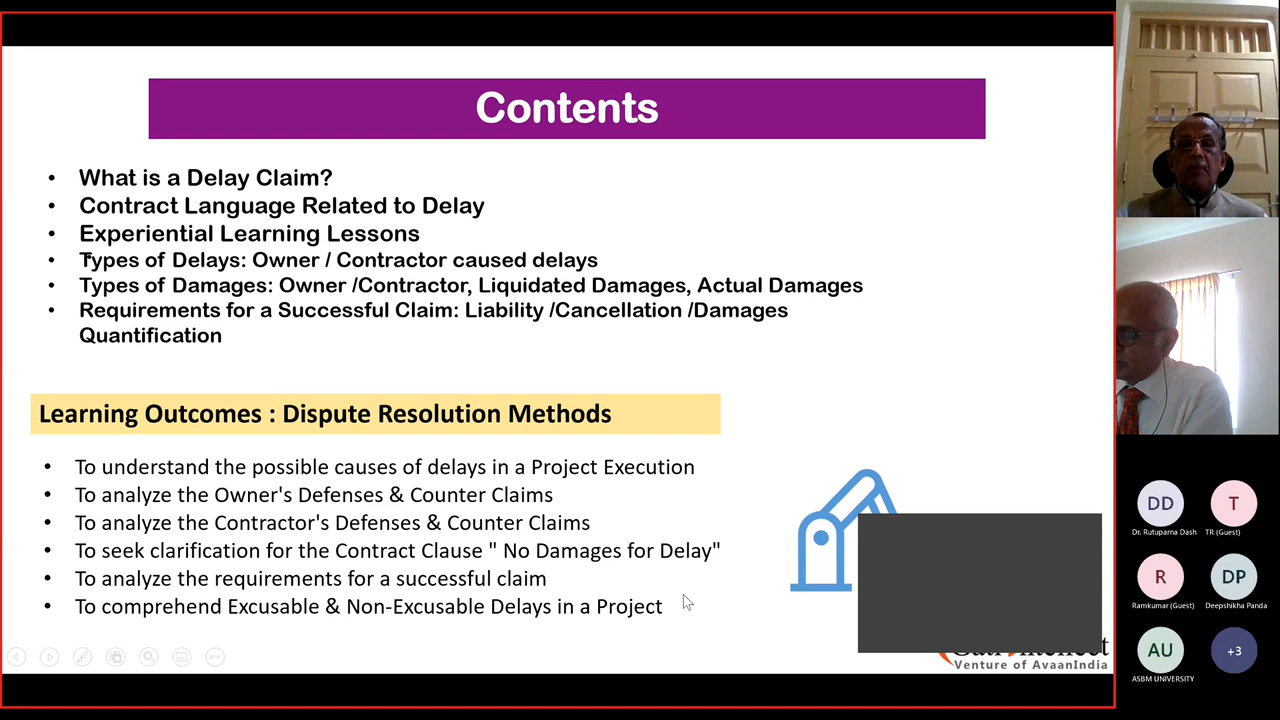 Contents
• What is a Delay Claim?
• Contract Language Related to Delay
• Experiential Learning Lessons
• Types of Delays: Owner / Contractor caused delays
• Types of Damages: Owner /Contractor, Liquidated Damages, Actual Damages
• Requirements for a Successful Claim: Liability /Cancellation /Damages
Quantification
Learning Outcomes : Dispute Resolution Methods
• To understand the possible causes of delays in a Project Execution
• To analyze the Owner's Defenses & Counter Claims
• To analyze the Contractor's Defenses & Counter Claims
• To seek clarification for the Contract Clause " No Damages for Delay"
• To analyze the requirements for a successful claim
• To comprehend Excusable & Non-Excusable Delays in a Project
Venture of AvaanIndia
DD
T
Dr. Rutuparna Dash
TR (Guest)
R
DP
Ramkumar (Guest)
Deepshikha Panda
AU
+3
ASBM UNIVERSITY